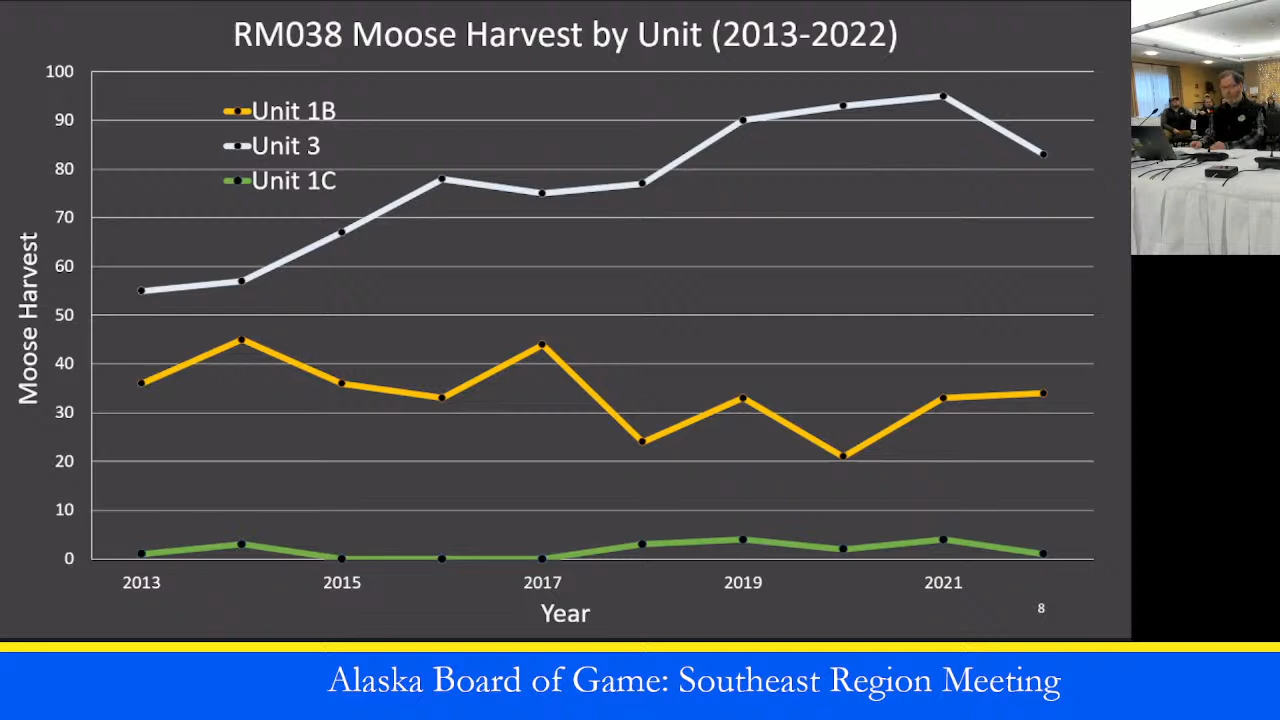 RM038 Moose Harvest by Unit (2013-2022)
100
90
80
70
60
50
40
30
20
10
0
Unit 1B
Unit 3
Unit 1C
Moose Harvest
2013
2015
2017
2019
2021
Year
8
Alaska Board of Game: Southeast Region Meeting